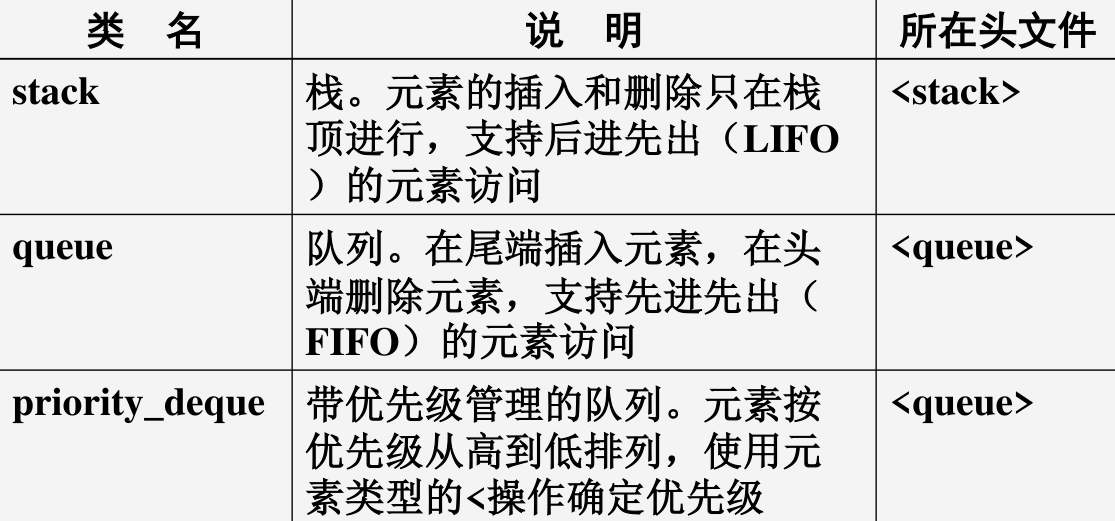 类 名 说 明 所在头文件
stack 栈。元素的插入和删除只在栈 <stack>
顶进行，支持后进先出（LIFO
）的元素访问
queue 队列。在尾端插入元素，在头 <queue>
端删除元素，支持先进先出（
FIFO）的元素访问
priority_deque 带优先级管理的队列。元素按 <queue>
优先级从高到低排列，使用元
素类型的<操作确定优先级